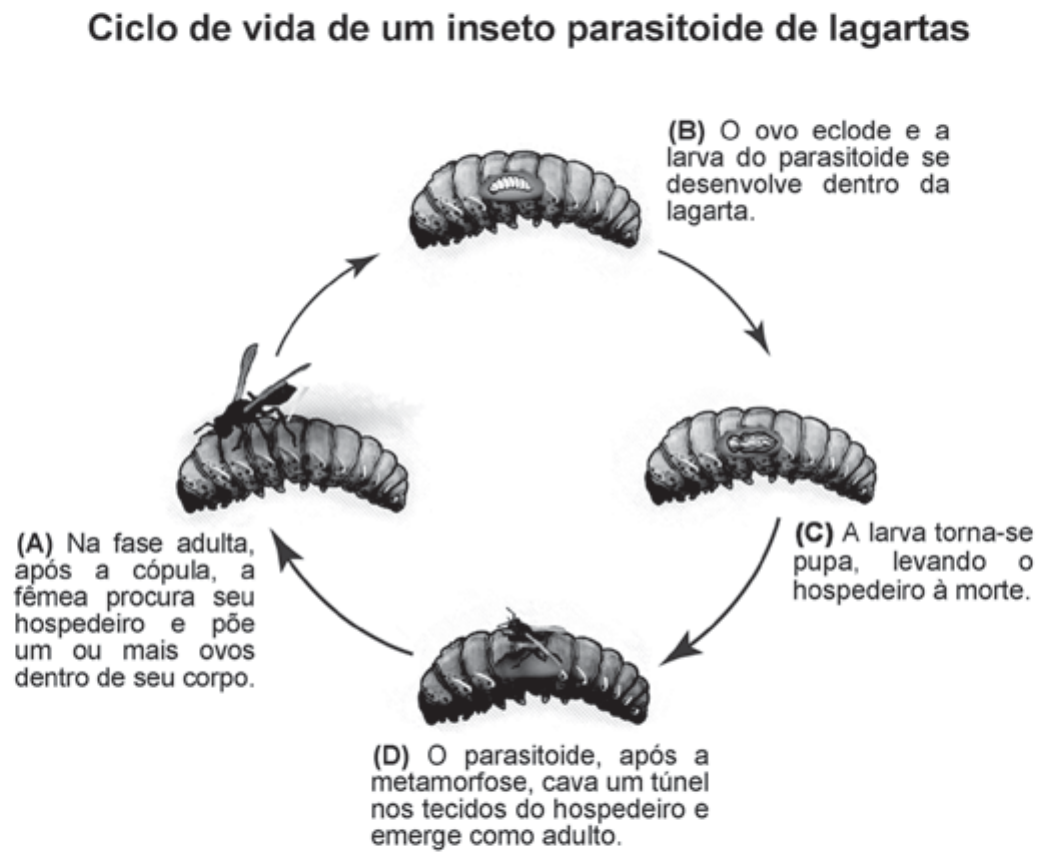 Ciclo de vida de um inseto parasitoide de lagartas
(B) O ovo eclode e a
larva do parasitoide se
desenvolve dentro da
lagarta.
(A) Na fase adulta,
após a cópula, a
fêmea procura seu
hospedeiro e põe
um ou mais ovos
dentro de seu corpo.
(C) A larva torna-se
pupa, levando o
hospedeiro à morte.
(D) O parasitoide, após a
metamorfose, cava um túnel
nos tecidos do hospedeiro e
emerge como adulto.